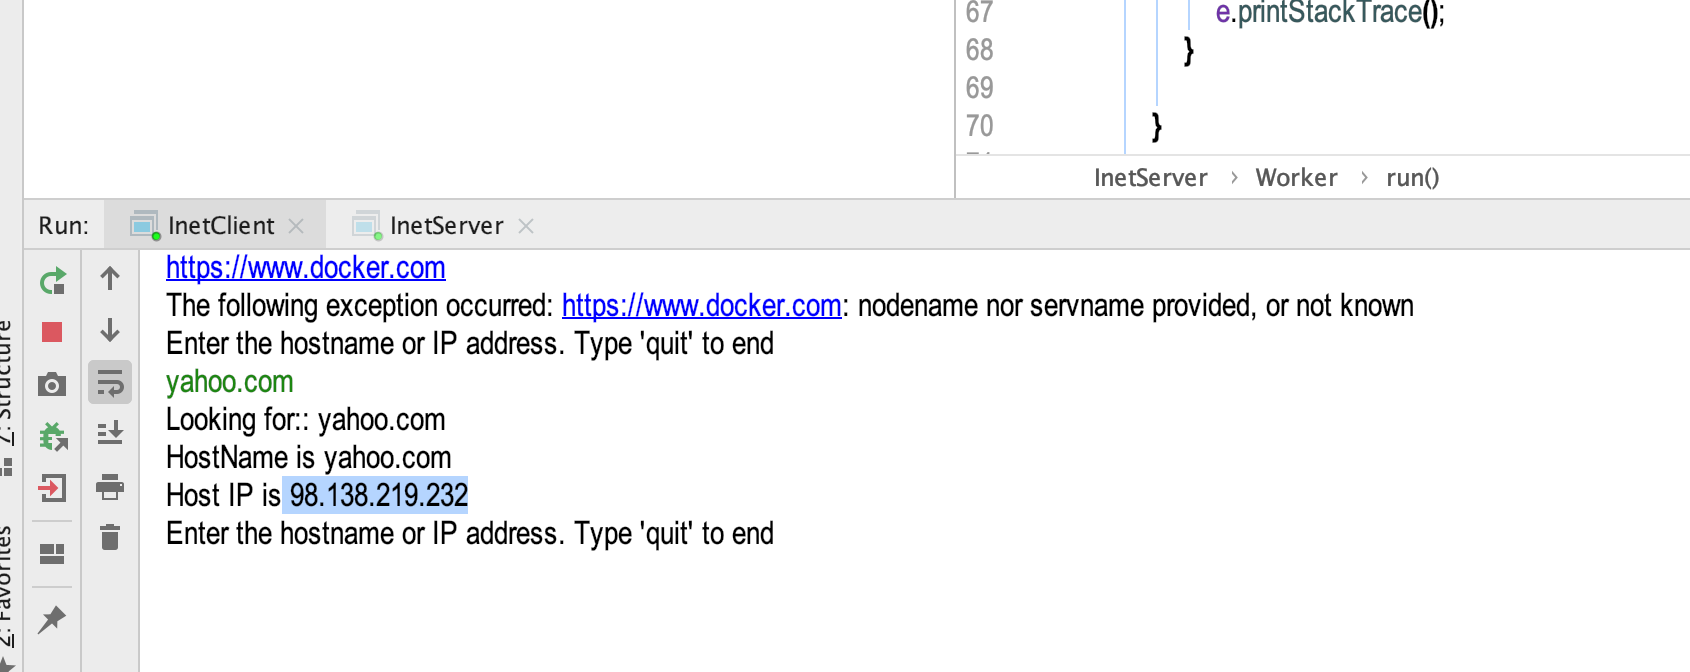 67 e.printStackTrace();
68 }
69
70 }
InetServer > Worker > run()
Run: InetClient × InetServer ×
https://www.docker.com
The following exception occurred: https://www.docker.com: nodename nor servname provided, or not known
Enter the hostname or IP address. Type 'quit' to end
yahoo.com
Looking for:: yahoo.com
HostName is yahoo.com
Host IP is 98.138.219.232
Enter the hostname or IP address. Type 'quit' to end
7: Structure
2: Favorites